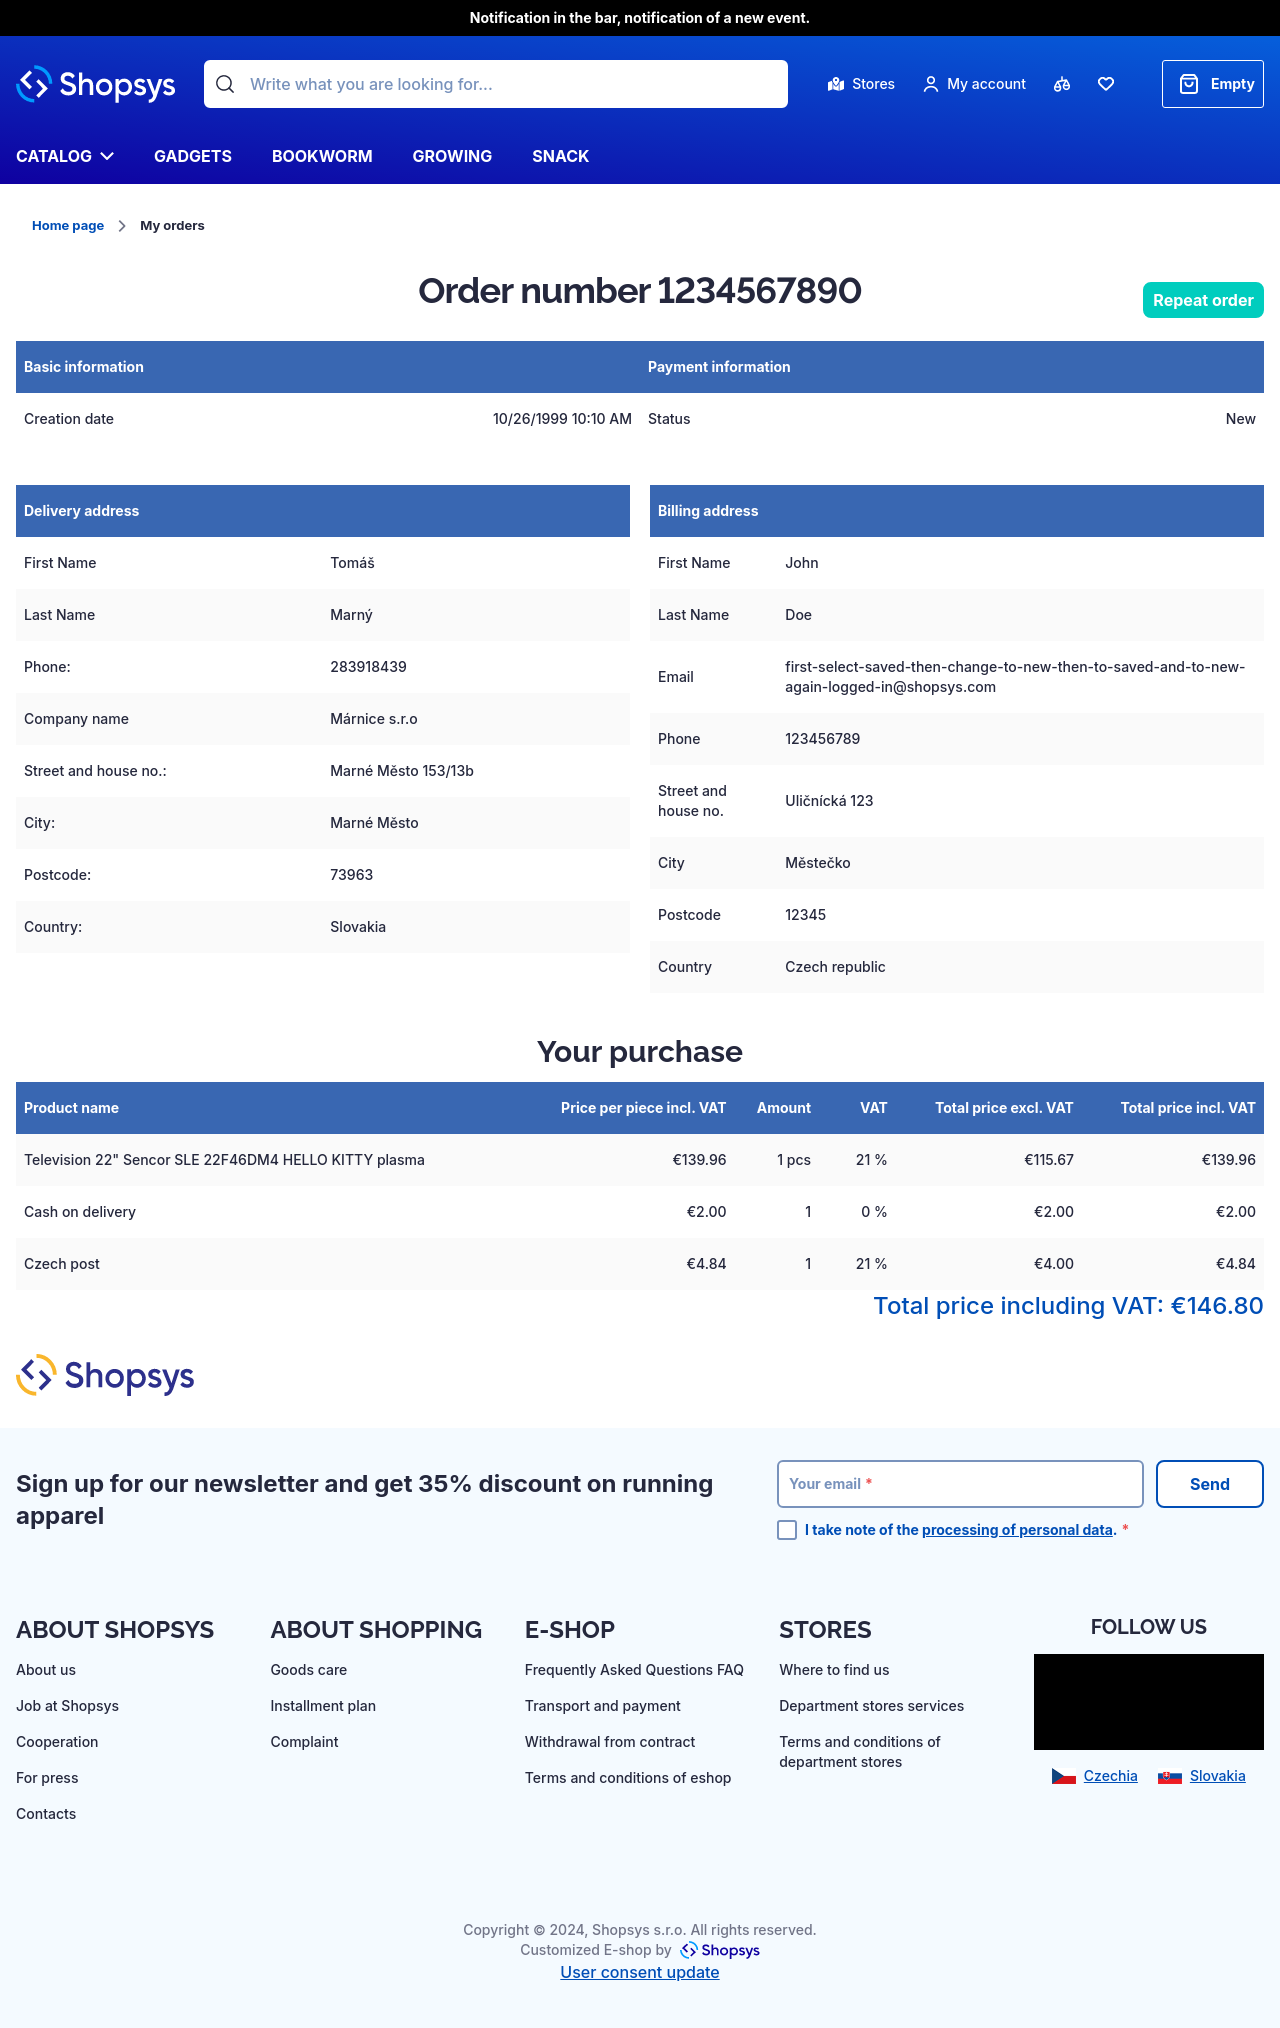 Notification in the bar, notification of a new event.
Shopsys
Write what you are looking for...
Stores
My account
Empty
CATALOG
GADGETS
BOOKWORM
GROWING
SNACK
Home page
My orders
Order number 1234567890
Repeat order
Basic information
Payment information
Creation date
10/26/1999 10:10 AM
Status
New
Delivery address
First Name
Tomáš
Last Name
Marný
Phone:
283918439
Company name
Márnice s.r.o
Street and house no.:
Marné Město 153/13b
City:
Marné Město
Postcode:
73963
Country:
Slovakia
Billing address
First Name
John
Last Name
Doe
Email
first-select-saved-then-change-to-new-then-to-saved-and-to-new-
again-logged-in@shopsys.com
Phone
123456789
Street and
house no.
Uličnícká 123
City
Městečko
Postcode
12345
Country
Czech republic
Your purchase
Product name
Price per piece incl. VAT
Amount
VAT
Total price excl. VAT
Total price incl. VAT
Television 22" Sencor SLE 22F46DM4 HELLO KITTY plasma
€139.96
1 pcs
21 %
€115.67
€139.96
Cash on delivery
€2.00
1
0 %
€2.00
€2.00
Czech post
€4.84
1
21 %
€4.00
€4.84
Total price including VAT: €146.80
Shopsys
Sign up for our newsletter and get 35% discount on running
apparel
Your email *
Send
I take note of the processing of personal data. *
ABOUT SHOPSYS
About us
Job at Shopsys
Cooperation
For press
Contacts
ABOUT SHOPPING
Goods care
Installment plan
Complaint
E-SHOP
Frequently Asked Questions FAQ
Transport and payment
Withdrawal from contract
Terms and conditions of eshop
STORES
Where to find us
Department stores services
Terms and conditions of
department stores
FOLLOW US
Czechia
Slovakia
Copyright © 2024, Shopsys s.r.o. All rights reserved.
Customized E-shop by Shopsys
User consent update